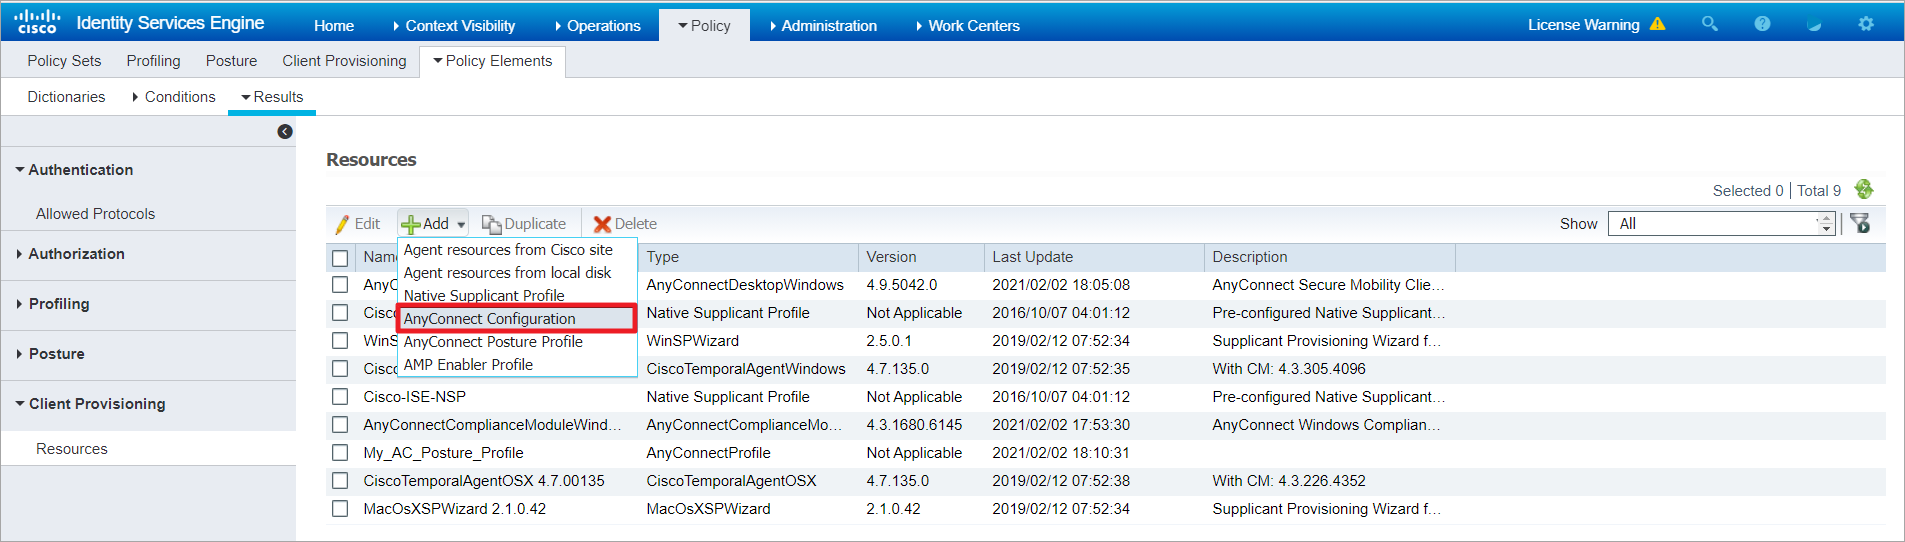 cisco Identity Services Engine Home Context Visibility Operations Policy Administration Work Centers License Warning
Policy Sets Profiling Posture Client Provisioning Policy Elements
Dictionaries Conditions Results
Authentication
Allowed Protocols
Authorization
Profiling
Posture
Client Provisioning
Resources
Resources
Selected 0 | Total 9
Edit Add Duplicate Delete Show All
Agent resources from Cisco site
Agent resources from local disk
Native Supplicant Profile
AnyConnect Configuration
AnyConnect Posture Profile
AMP Enabler Profile
Type Version Last Update Description
AnyConnectDesktopWindows 4.9.5042.0 2021/02/02 18:05:08 AnyConnect Secure Mobility Clie...
Native Supplicant Profile Not Applicable 2016/10/07 04:01:12 Pre-configured Native Supplicant...
WinSPWizard 2.5.0.1 2019/02/12 07:52:34 Supplicant Provisioning Wizard f...
CiscoTemporalAgentWindows 4.7.135.0 2019/02/12 07:52:35 With CM: 4.3.305.4096
Cisco-ISE-NSP Native Supplicant Profile Not Applicable 2016/10/07 04:01:12 Pre-configured Native Supplicant...
AnyConnectComplianceModuleWind... AnyConnectComplianceMo... 4.3.1680.6145 2021/02/02 17:53:30 AnyConnect Windows Complian...
My_AC_Posture_Profile AnyConnectProfile Not Applicable 2021/02/02 18:10:31
CiscoTemporalAgentOSX 4.7.00135 CiscoTemporalAgentOSX 4.7.135.0 2019/02/12 07:52:38 With CM: 4.3.226.4352
MacOsXSPWizard 2.1.0.42 MacOsXSPWizard 2.1.0.42 2019/02/12 07:52:34 Supplicant Provisioning Wizard f...